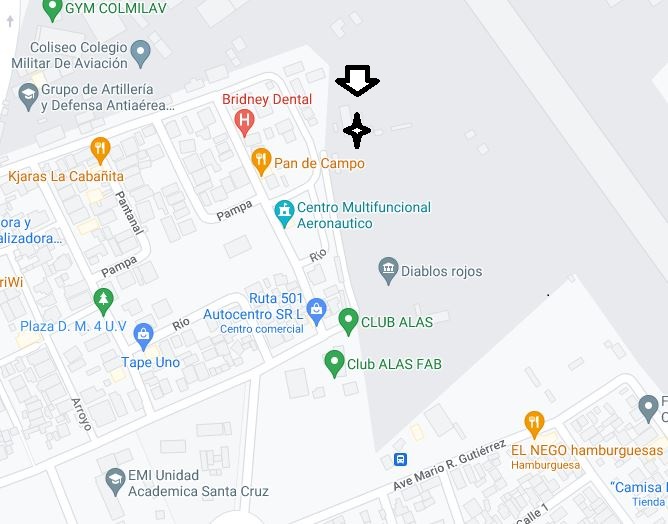 GYM COLMILAV
Coliseo Colegio
Militar De Aviación
Grupo de Artillería
y Defensa Antiaérea...
Bridney Dental
H
Kjaras La Cabañita
Pan de Campo
Pantanal
Pampa
Centro Multifuncional
Aeronautico
ora y
alizadora...
Pampa
Río
Diablos rojos
riWi
Ruta 501
Autocentro SR L
Centro comercial
Plaza D. M. 4 U.V
Río
CLUB ALAS
Tape Uno
Club ALAS FAB
Arroyo
F
C
EL NEGO hamburguesas
Hamburguesa
Ave Mario R. Gutiérrez
EMI Unidad
Academica Santa Cruz
"Camisa
Tienda
Calle 1